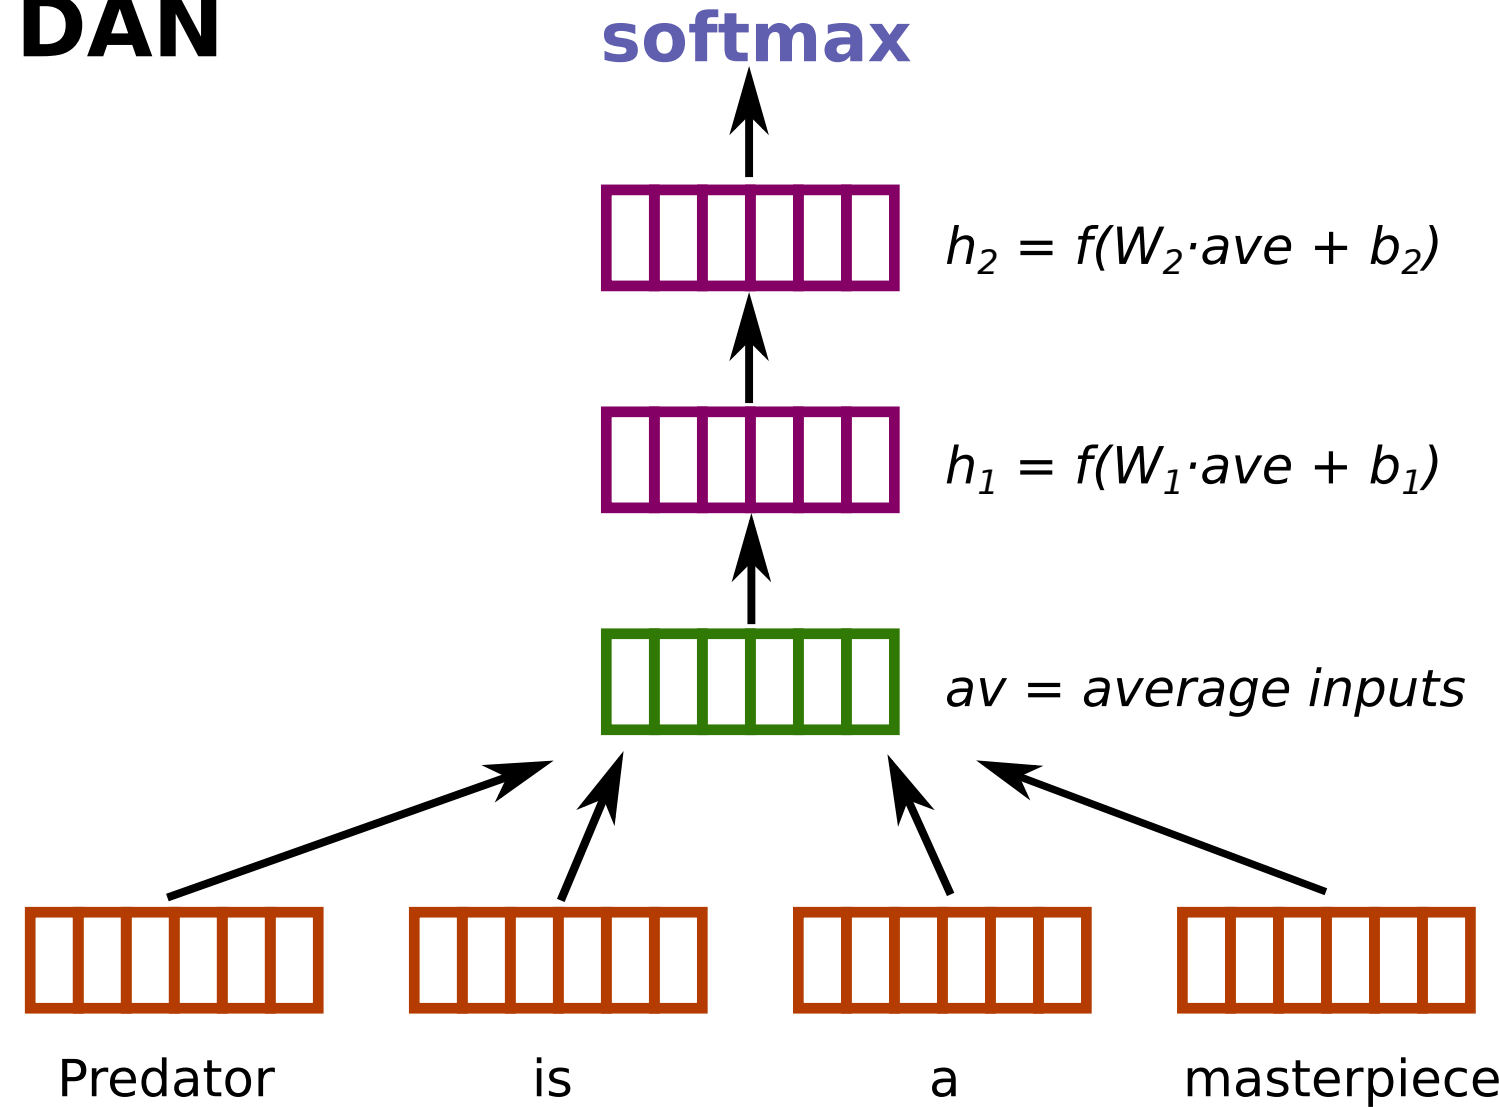 DAN
softmax
h₂ = f(W₂·ave + b₂)
h₁ = f(W₁·ave + b₁)
av = average inputs
Predator is a masterpiece